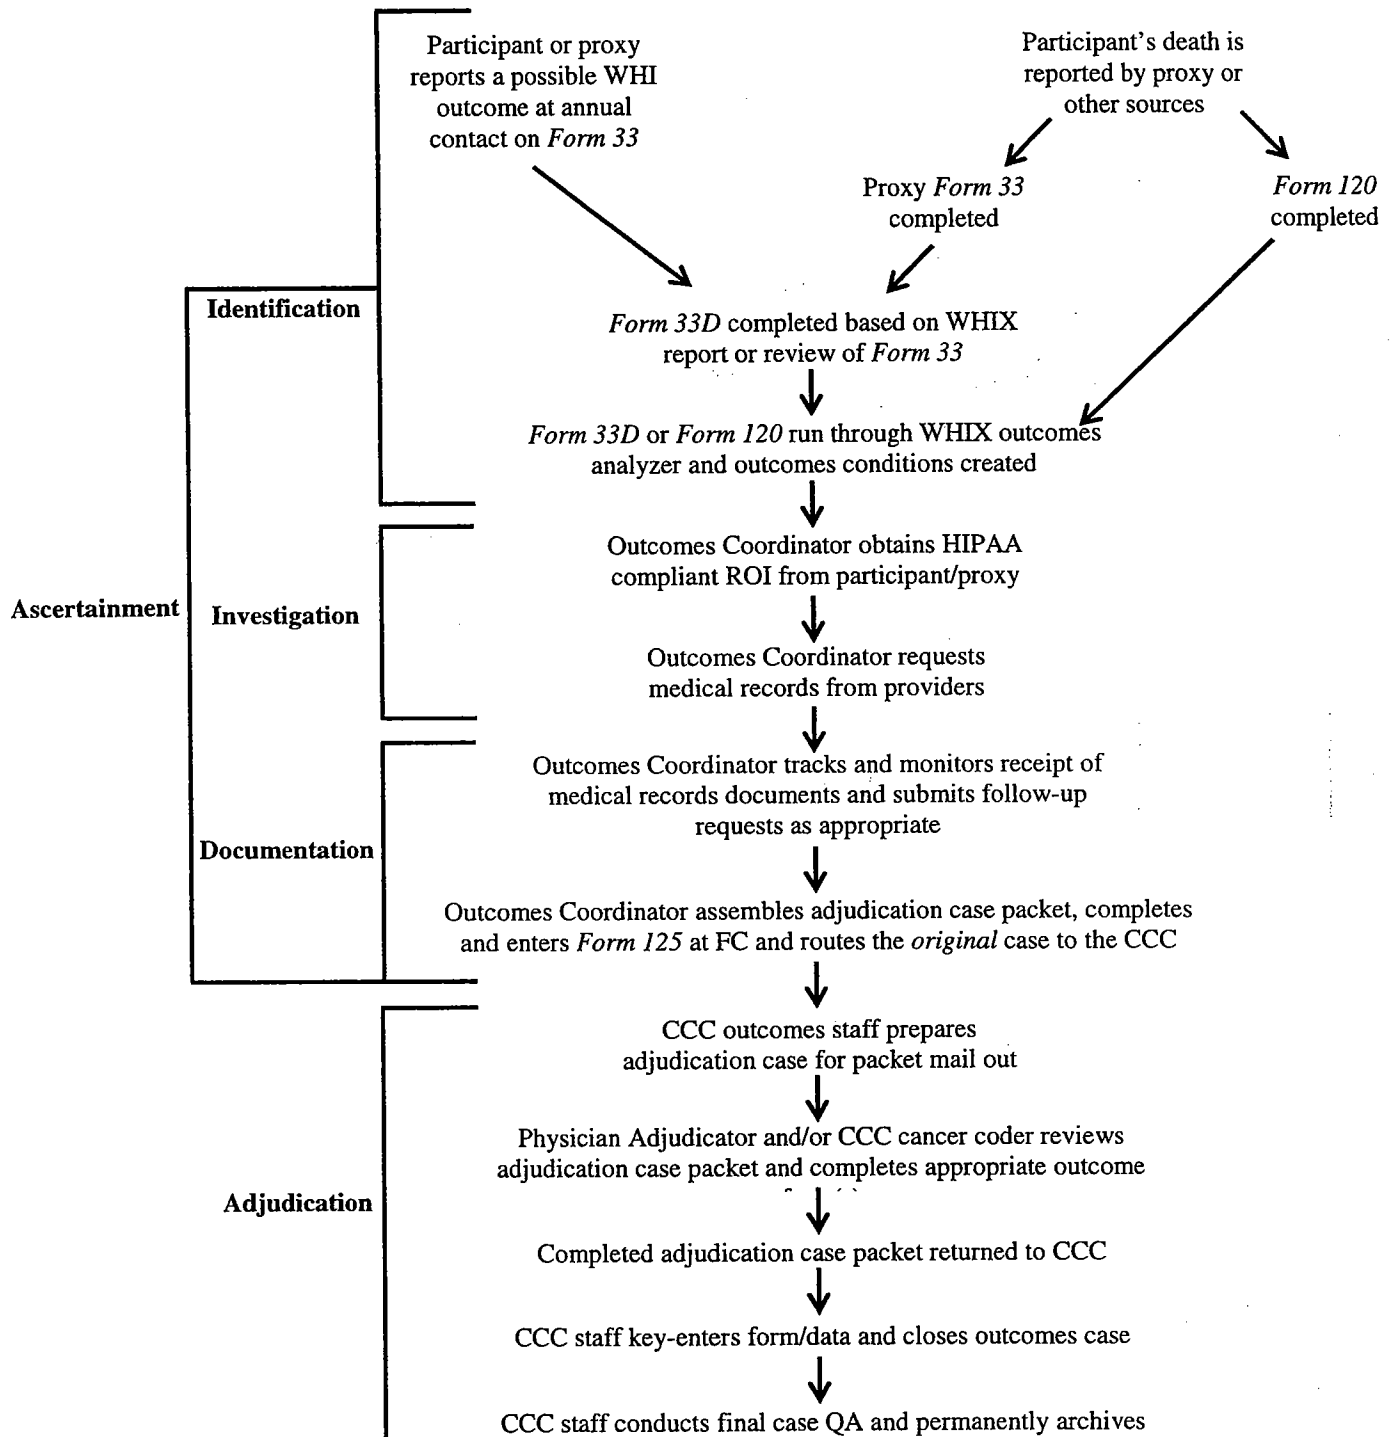 Participant or proxy
reports a possible WHI
outcome at annual
contact on Form 33
Participant's death is
reported by proxy or
other sources
Proxy Form 33
completed
Form 120
completed
Identification
Form 33D completed based on WHIX
report or review of Form 33
Form 33D or Form 120 run through WHIX outcomes
analyzer and outcomes conditions created
Ascertainment
Investigation
Outcomes Coordinator obtains HIPAA
compliant ROI from participant/proxy
Outcomes Coordinator requests
medical records from providers
Documentation
Outcomes Coordinator tracks and monitors receipt of
medical records documents and submits follow-up
requests as appropriate
Outcomes Coordinator assembles adjudication case packet, completes
and enters Form 125 at FC and routes the original case to the CCC
Adjudication
CCC outcomes staff prepares
adjudication case for packet mail out
Physician Adjudicator and/or CCC cancer coder reviews
adjudication case packet and completes appropriate outcome
Completed adjudication case packet returned to CCC
CCC staff key-enters form/data and closes outcomes case
CCC staff conducts final case QA and permanently archives